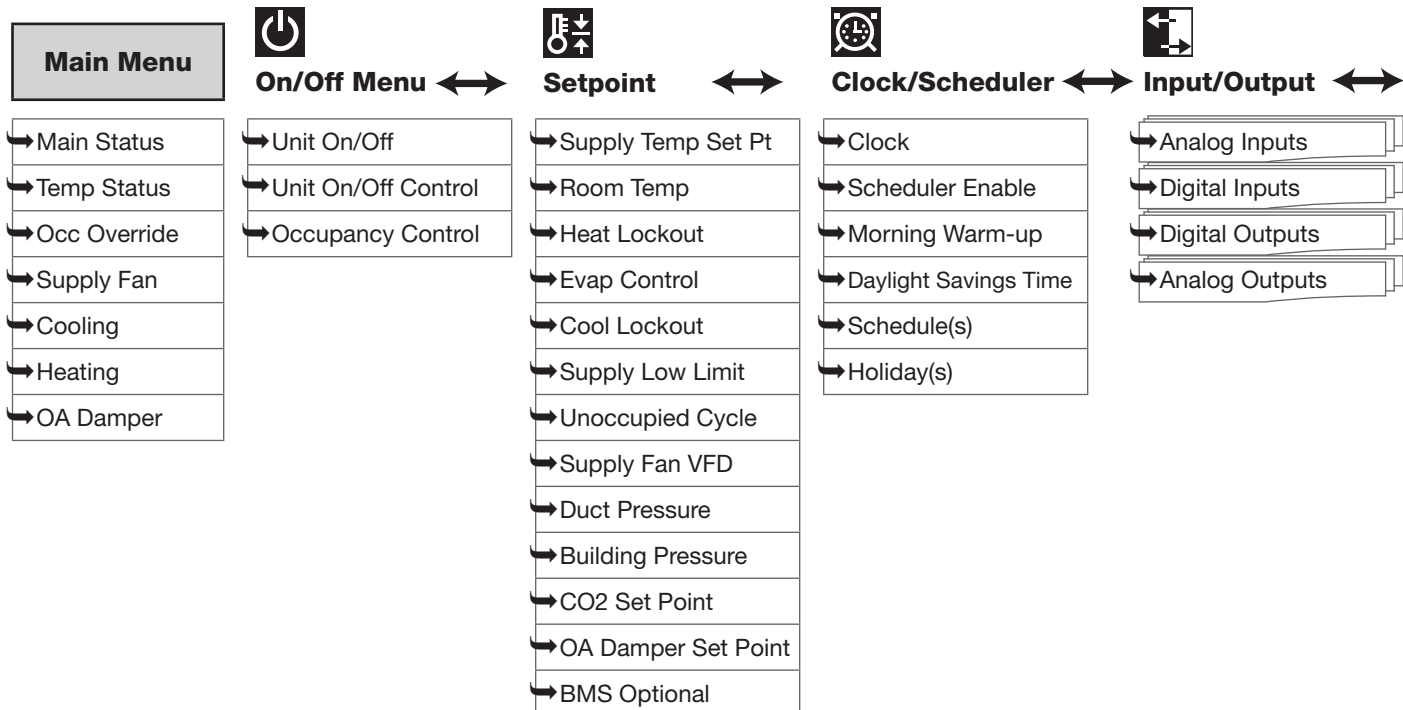 Main Menu
Main Status
Temp Status
Occ Override
Supply Fan
Cooling
Heating
OA Damper
On/Off Menu
Unit On/Off
Unit On/Off Control
Occupancy Control
Setpoint
Supply Temp Set Pt
Room Temp
Heat Lockout
Evap Control
Cool Lockout
Supply Low Limit
Unoccupied Cycle
Supply Fan VFD
Duct Pressure
Building Pressure
CO2 Set Point
OA Damper Set Point
BMS Optional
Clock/Scheduler
Clock
Scheduler Enable
Morning Warm-up
Daylight Savings Time
Schedule(s)
Holiday(s)
Input/Output
Analog Inputs
Digital Inputs
Digital Outputs
Analog Outputs